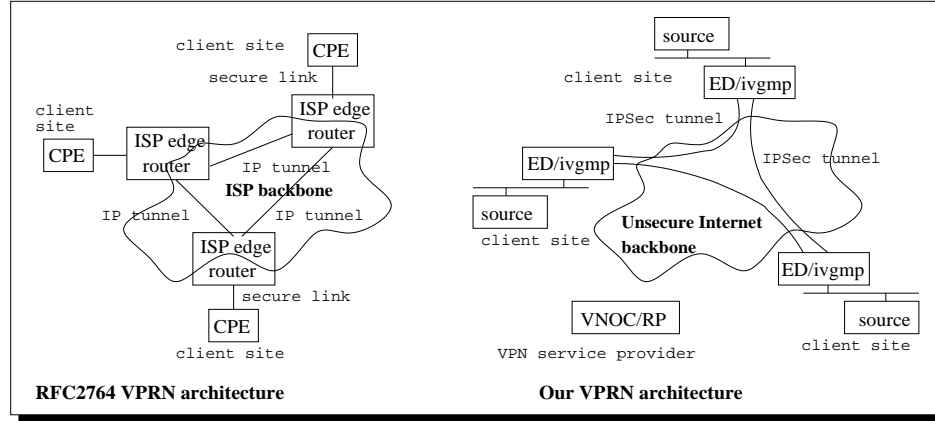 client site
CPE
secure link
ISP edge
router
client
site
CPE
ISP edge
router
IP tunnel
ISP backbone
IP tunnel
IP tunnel
ISP edge
router
secure link
CPE
client site
RFC2764 VPRN architecture
source
client site
ED/ivgmp
IPSec tunnel
IPSec tunnel
ED/ivgmp
source
client site
Unsecure Internet
backbone
ED/ivgmp
source
client site
VNOC/RP
VPN service provider
Our VPRN architecture